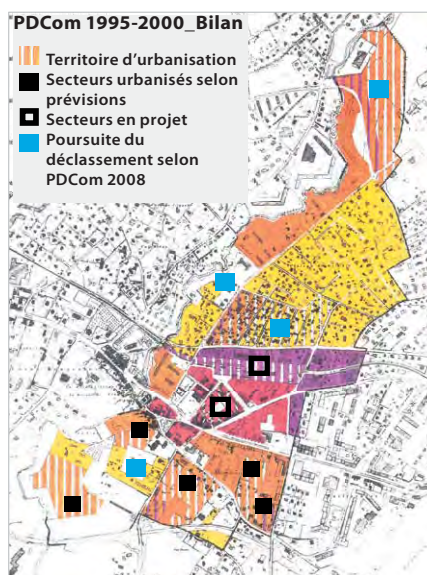 PDCom 1995-2000_Bilan
Territoire d'urbanisation
Secteurs urbanisés selon
prévisions
Secteurs en projet
Poursuite du
déclassement selon
PDCom 2008